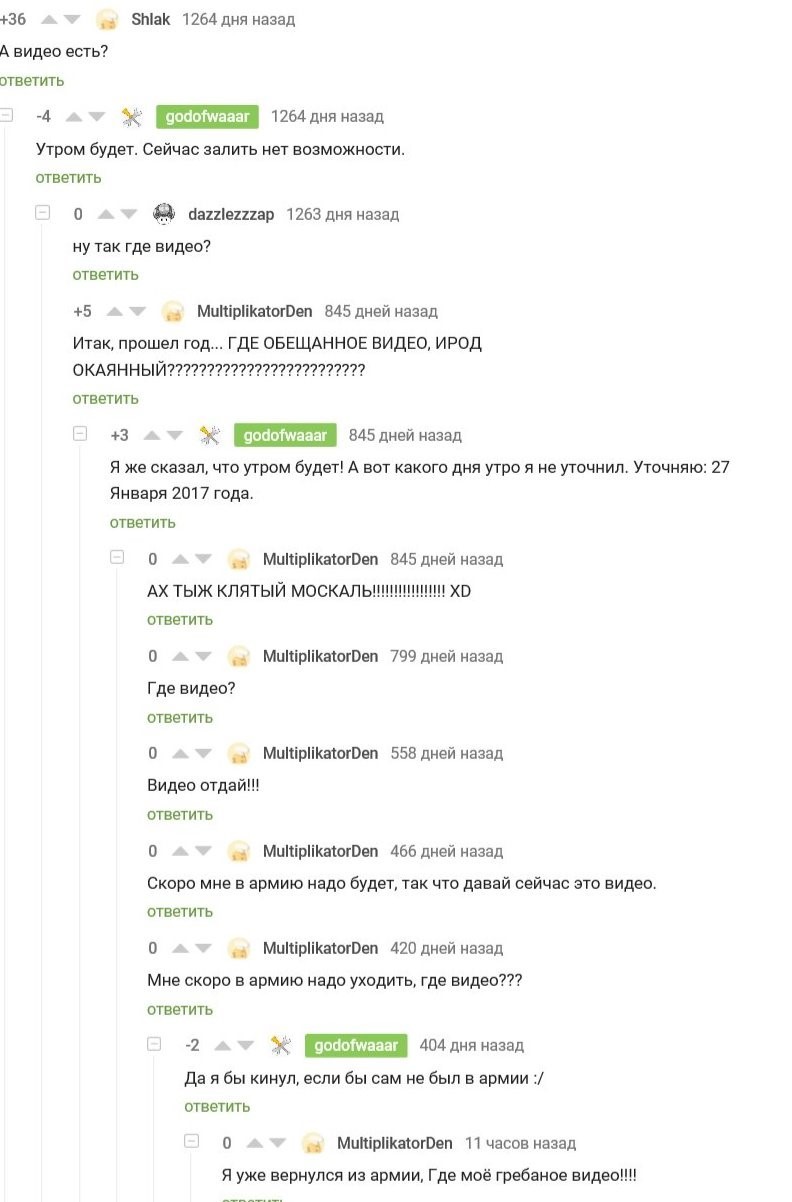 +36 Shlak 1264 дня назад
А видео есть?
ответить
-4 godofwaaar 1264 дня назад
Утром будет. Сейчас залить нет возможности.
ответить
0 dazzlezzzap 1263 дня назад
ну так где видео?
ответить
+5 MultiplikatorDen 845 дней назад
Итак, прошел год... ГДЕ ОБЕЩАННОЕ ВИДЕО, ИРОД
ОКАЯННЫЙ?????????????????????????
ответить
+3 godofwaaar 845 дней назад
Я же сказал, что утром будет! А вот какого дня утро я не уточнил. Уточняю: 27
Января 2017 года.
ответить
0 MultiplikatorDen 845 дней назад
АХ ТЫЖ КЛЯТЫЙ МОСКАЛЬ!!!!!!!!!!!!!!!!! XD
ответить
0 MultiplikatorDen 799 дней назад
Где видео?
ответить
0 MultiplikatorDen 558 дней назад
Видео отдай!!!
ответить
0 MultiplikatorDen 466 дней назад
Скоро мне в армию надо будет, так что давай сейчас это видео.
ответить
0 MultiplikatorDen 420 дней назад
Мне скоро в армию надо уходить, где видео???
ответить
-2 godofwaaar 404 дня назад
Да я бы кинул, если бы сам не был в армии :/
ответить
0 MultiplikatorDen 11 часов назад
Я уже вернулся из армии, Где моё гребаное видео!!!!
ответить